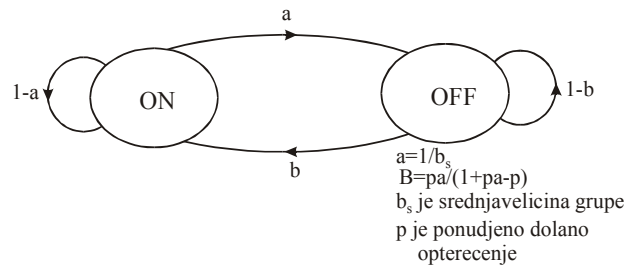 a
1-a
ON
OFF
1-b
b
a=1/bₛ
B=pa/(1+pa-p)
bₛ je srednjavelicina grupe
p je ponudjeno dolano
opterecenje